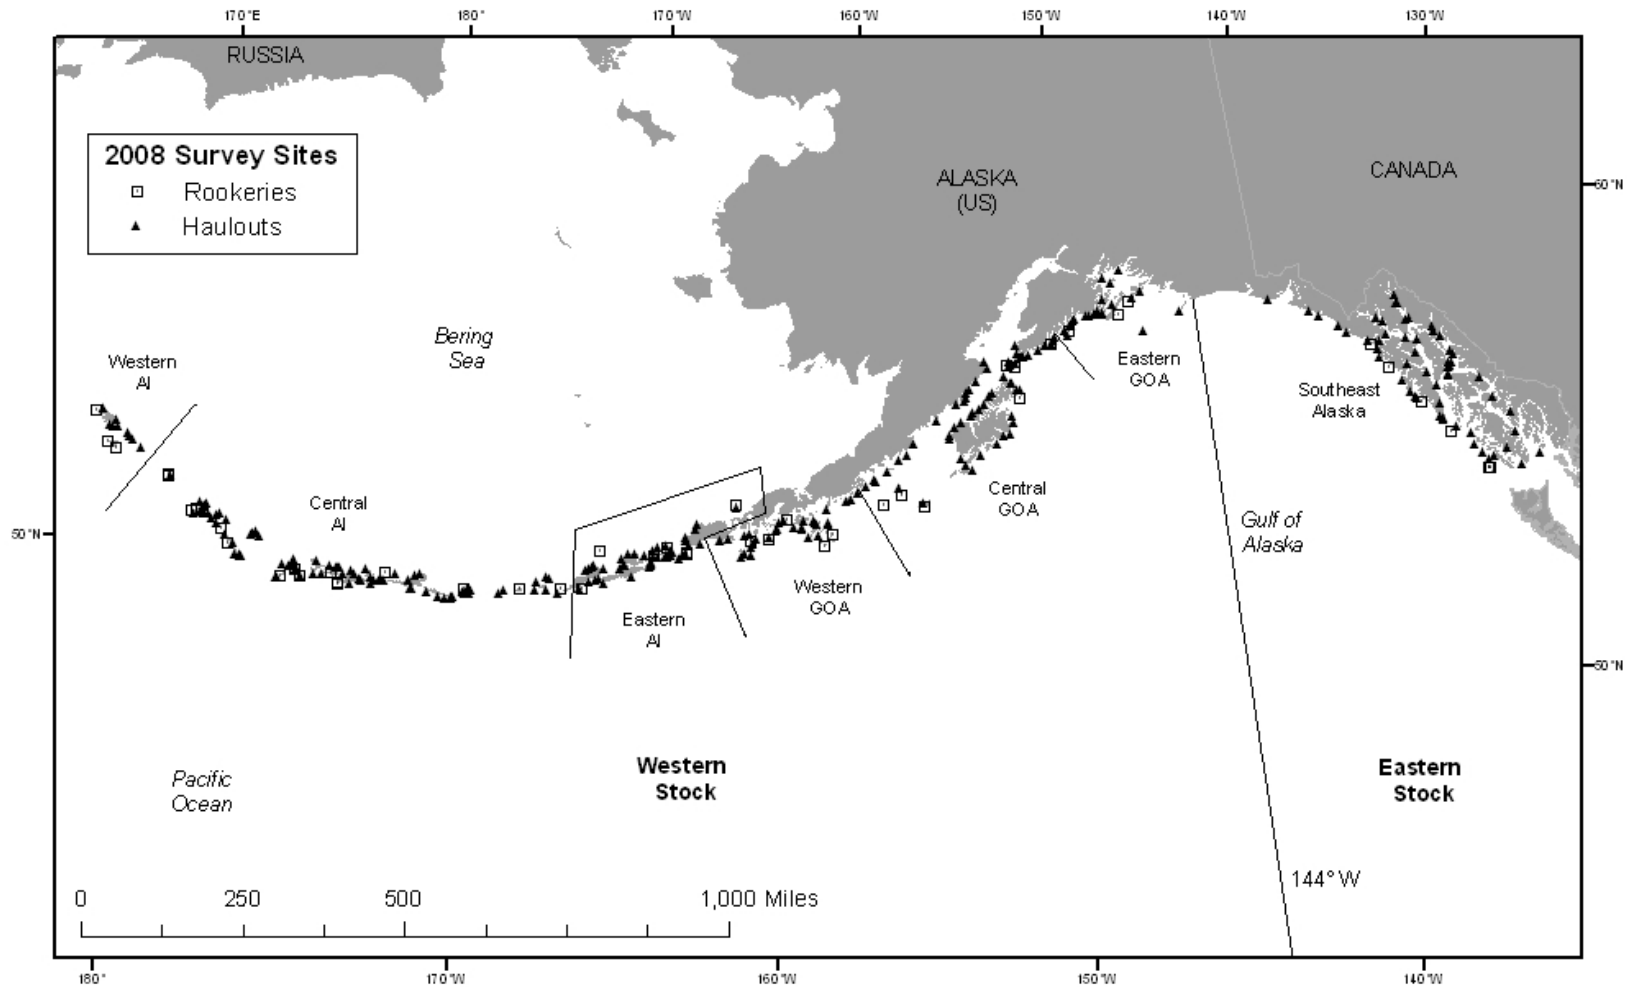 170°E 180° 170°W 160°W 150°W 140°W 130°W
RUSSIA
2008 Survey Sites
Rookeries
Haulouts
ALASKA
(US)
CANADA
60°N
Bering
Sea
Western
AI
Eastern
GOA
Southeast
Alaska
Central
AI
Central
GOA
Gulf of
Alaska
50°N
Western
GOA
Eastern
AI
50°N
Western
Stock
Eastern
Stock
Pacific
Ocean
144°W
0 250 500 1,000 Miles
180° 170°W 160°W 150°W 140°W